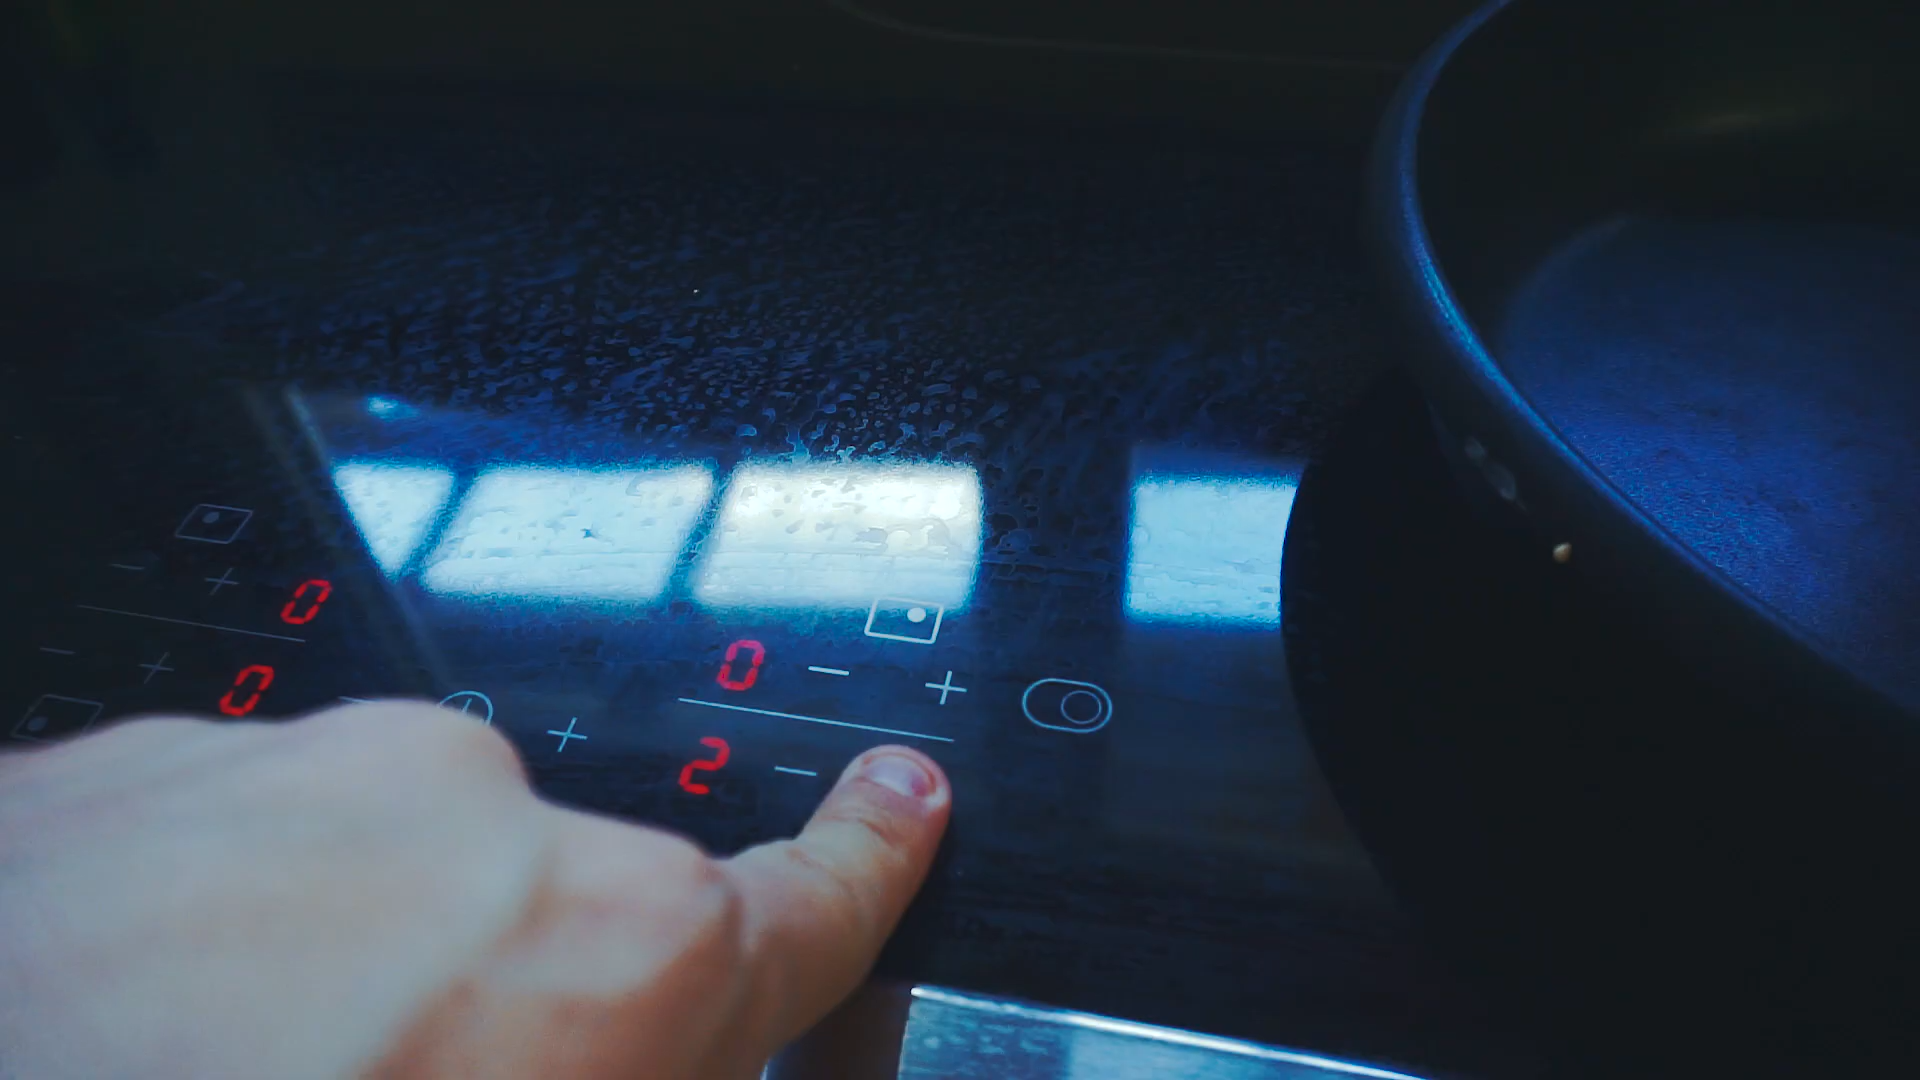 - + 0
- + 0
0 - +
+
2 -